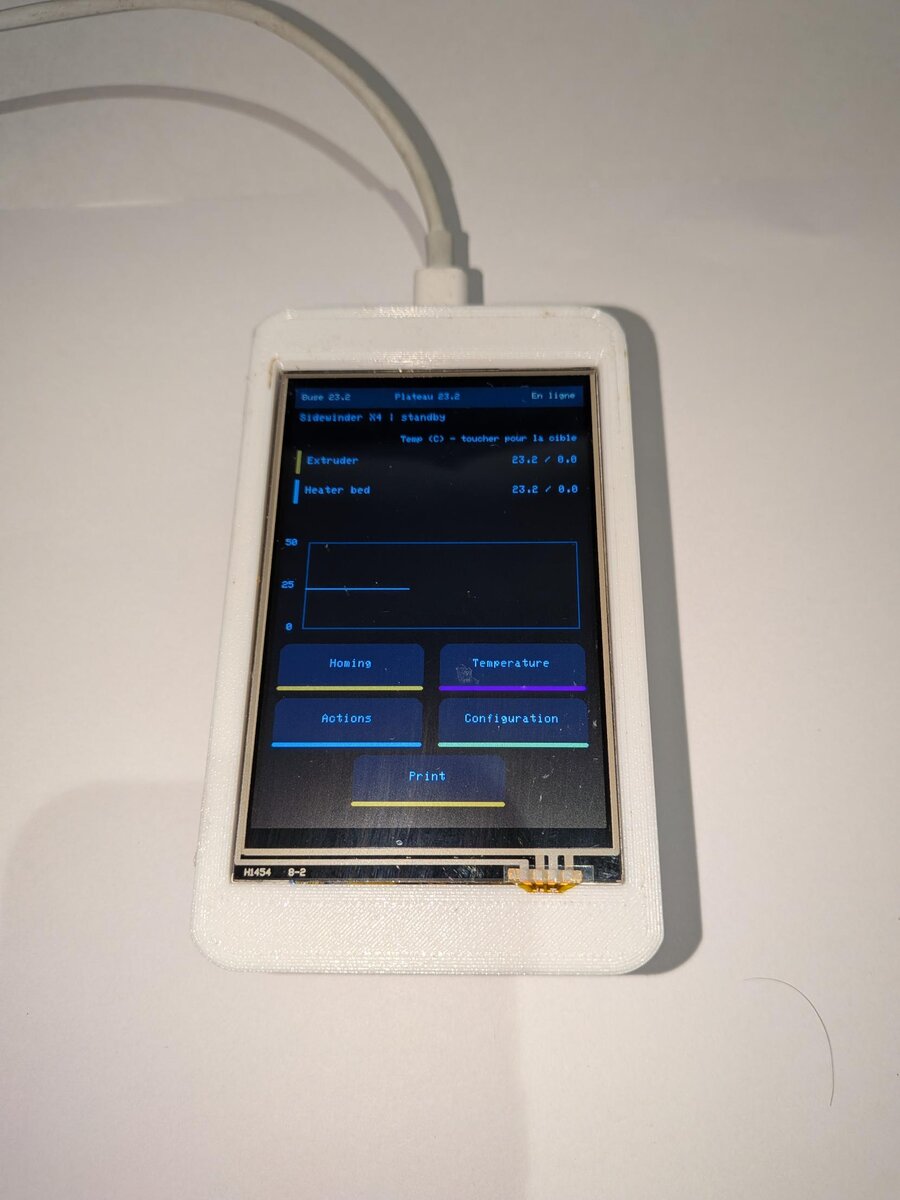 Buse 23.2 Plateau 23.2 En ligne
Sidewinder X4 | standby
Temp (C) - toucher pour la cible
Extruder 23.2 / 0.0
Heater bed 23.2 / 0.0
50
25
0
Homing Temperature
Actions Configuration
Print
H1454 8-2